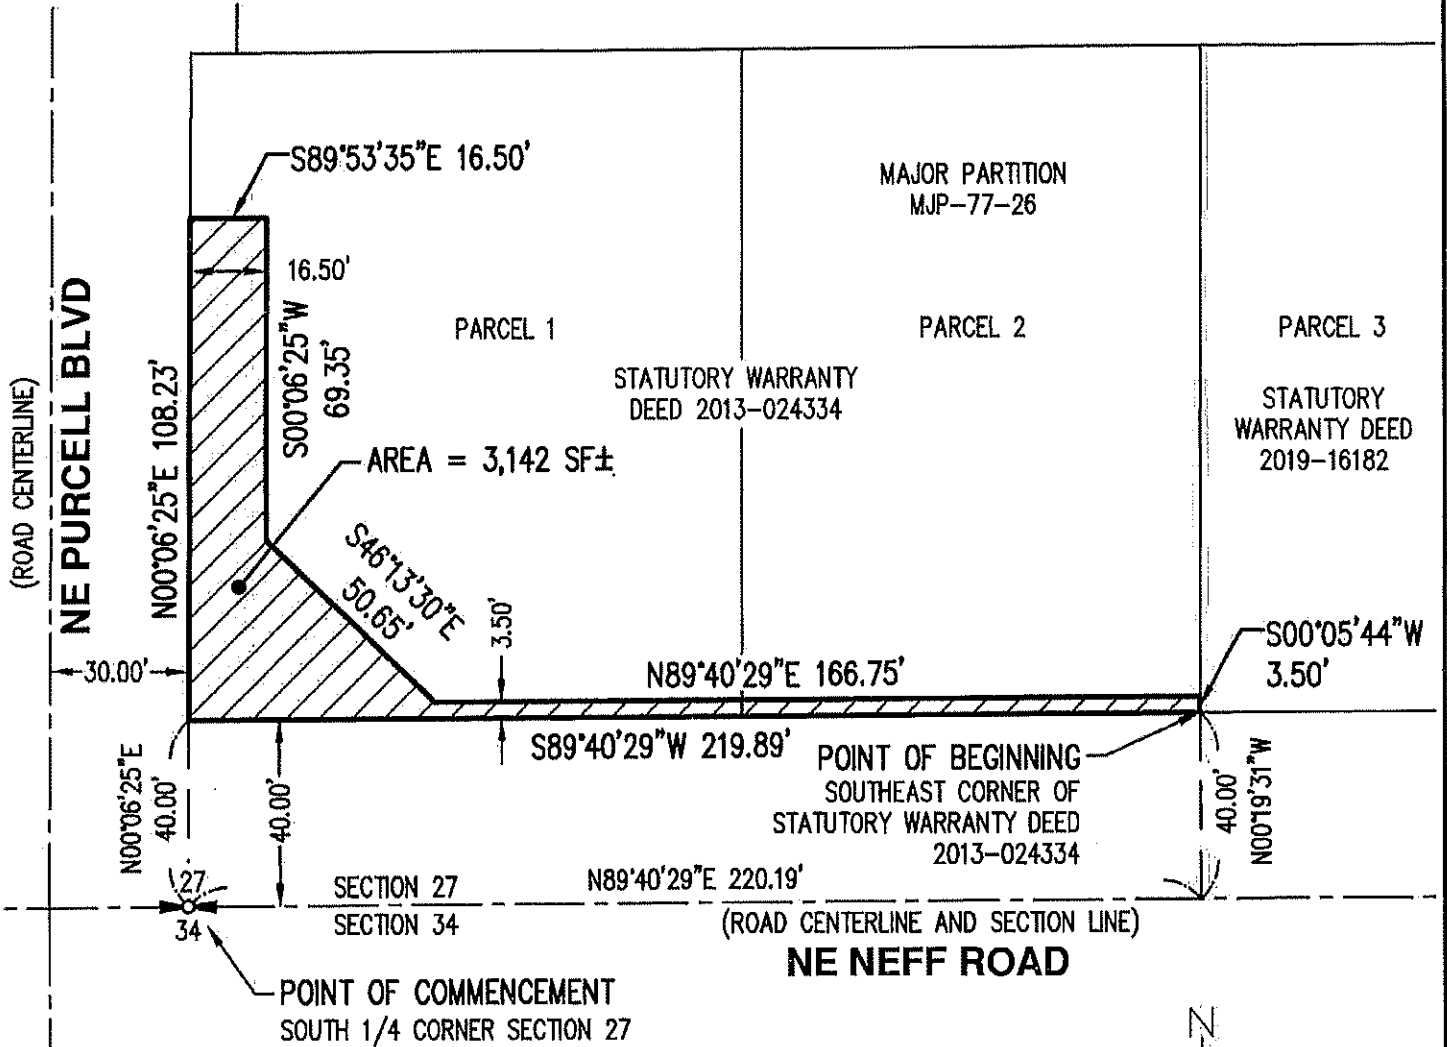 S89°53'35"E 16.50'
MAJOR PARTITION
MJP-77-26
16.50'
S00°06'25"W
69.35'
PARCEL 1
PARCEL 2
PARCEL 3
STATUTORY WARRANTY
DEED 2013-024334
STATUTORY
WARRANTY DEED
2019-16182
(ROAD CENTERLINE)
NE PURCELL BLVD
N00°06'25"E 108.23'
AREA = 3,142 SF±
S46°13'30"E
50.65'
3.50'
S00°05'44"W
3.50'
30.00'
N89°40'29"E 166.75'
S89°40'29"W 219.89'
POINT OF BEGINNING
SOUTHEAST CORNER OF
STATUTORY WARRANTY DEED
2013-024334
N00°06'25"E
40.00'
40.00'
40.00'
N00°19'31"W
27
34
SECTION 27
SECTION 34
N89°40'29"E 220.19'
(ROAD CENTERLINE AND SECTION LINE)
NE NEFF ROAD
POINT OF COMMENCEMENT
SOUTH 1/4 CORNER SECTION 27
N